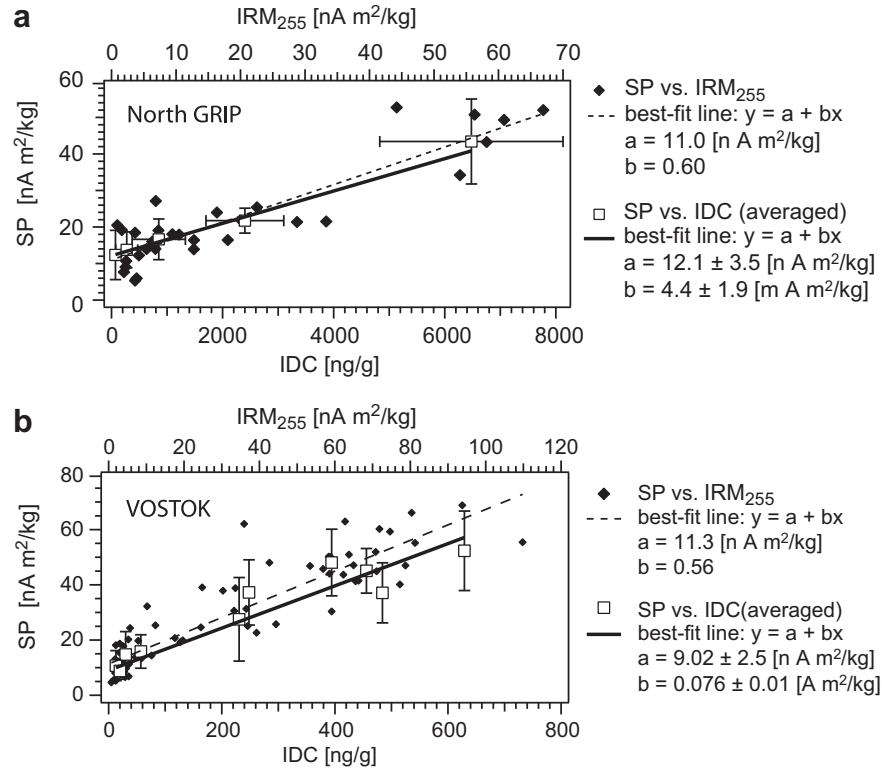 a
IRM₂₅₅ [nA m²/kg]
0 10 20 30 40 50 60 70
60
40
20
0
SP [nA m²/kg]
North GRIP
0 2000 4000 6000 8000
IDC [ng/g]
SP vs. IRM₂₅₅
best-fit line: y = a + bx
a = 11.0 [n A m²/kg]
b = 0.60
SP vs. IDC (averaged)
best-fit line: y = a + bx
a = 12.1 ± 3.5 [n A m²/kg]
b = 4.4 ± 1.9 [m A m²/kg]
b
IRM₂₅₅ [nA m²/kg]
0 20 40 60 80 100 120
80
60
40
20
0
SP [nA m²/kg]
VOSTOK
0 200 400 600 800
IDC [ng/g]
SP vs. IRM₂₅₅
best-fit line: y = a + bx
a = 11.3 [n A m²/kg]
b = 0.56
SP vs. IDC(averaged)
best-fit line: y = a + bx
a = 9.02 ± 2.5 [n A m²/kg]
b = 0.076 ± 0.01 [A m²/kg]